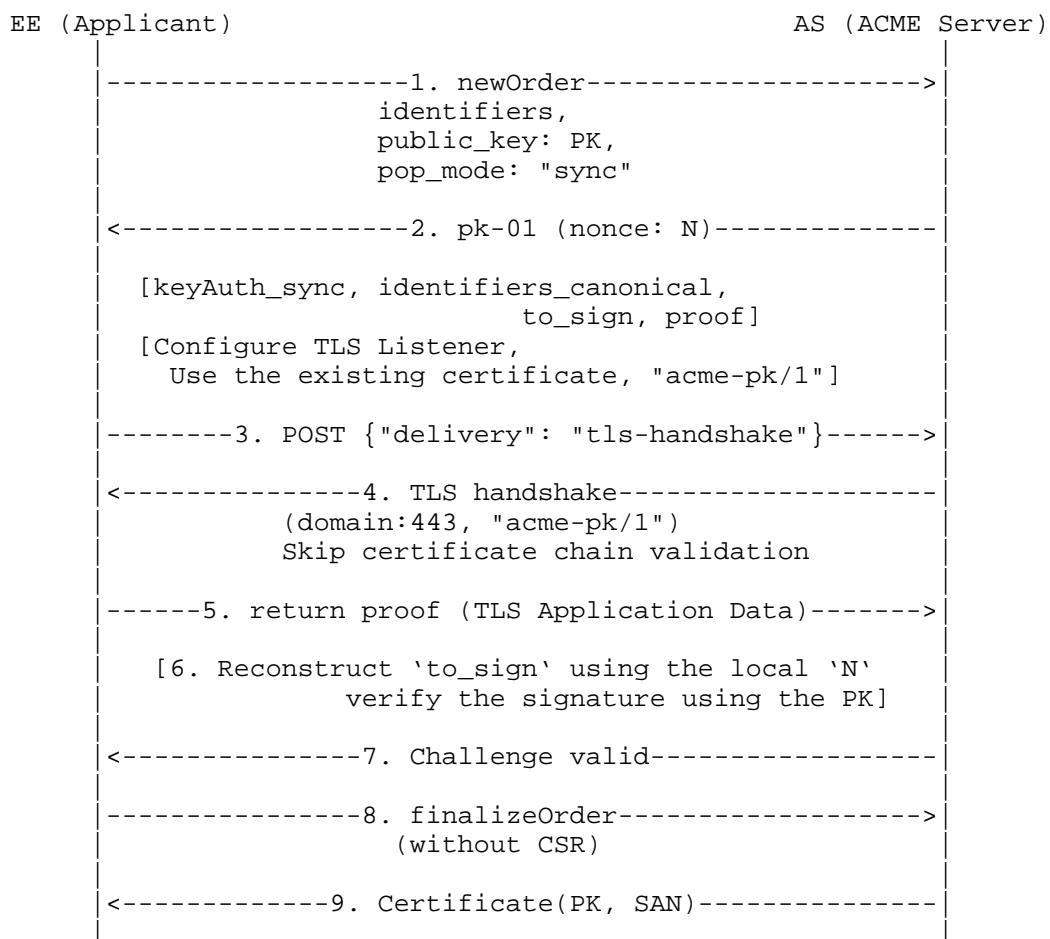 EE (Applicant) AS (ACME Server)
|-------------------1. newOrder--------------------->|
identifiers,
public_key: PK,
pop_mode: "sync"
|<------------------2. pk-01 (nonce: N)--------------|
[keyAuth_sync, identifiers_canonical,
to_sign, proof]
[Configure TLS Listener,
Use the existing certificate, "acme-pk/1"]
|--------3. POST {"delivery": "tls-handshake"}------>|
|<---------------4. TLS handshake--------------------|
(domain:443, "acme-pk/1")
Skip certificate chain validation
|------5. return proof (TLS Application Data)------->|
[6. Reconstruct ‘to_sign‘ using the local ‘N‘
verify the signature using the PK]
|<---------------7. Challenge valid------------------|
|----------------8. finalizeOrder------------------->|
(without CSR)
|<-------------9. Certificate(PK, SAN)---------------|